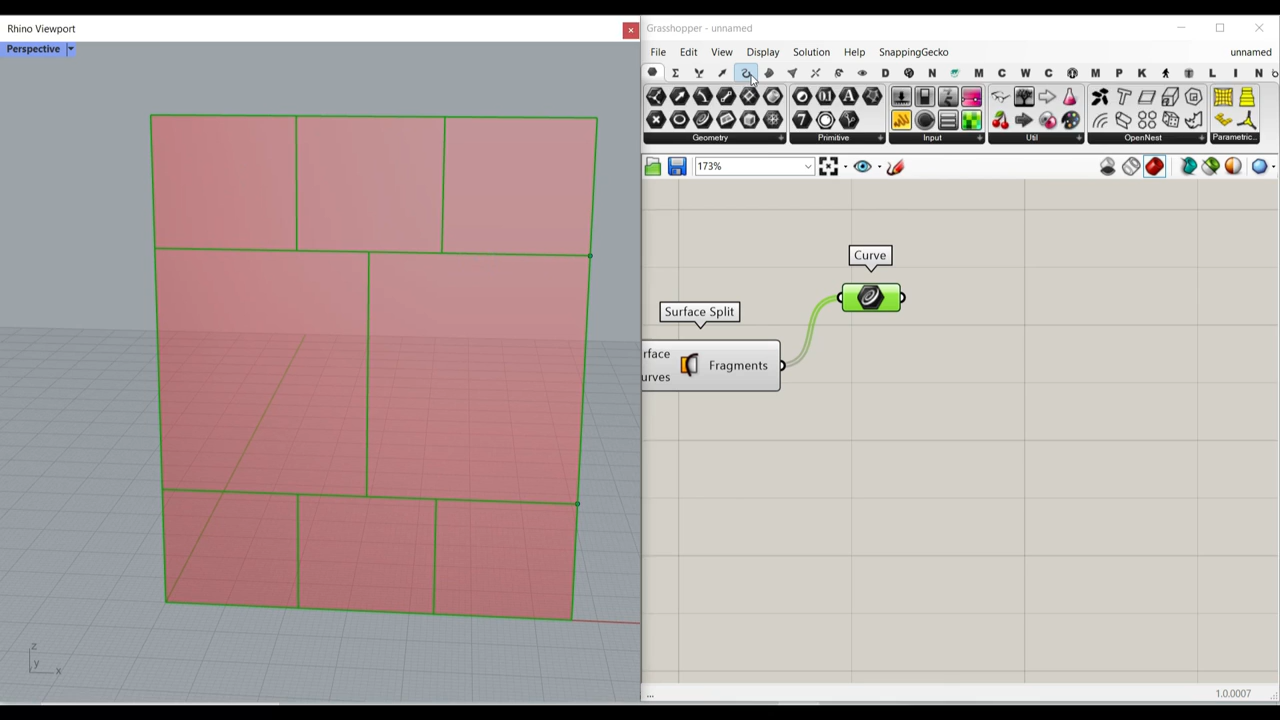 Rhino Viewport
Perspective
z
y
x
Grasshopper - unnamed
File Edit View Display Solution Help SnappingGecko unnamed
D N M C W C M P K L I N
Geometry Primitive Input Util OpenNest Parametric...
173%
Curve
Surface Split
rface
urves
Fragments
...
1.0.0007